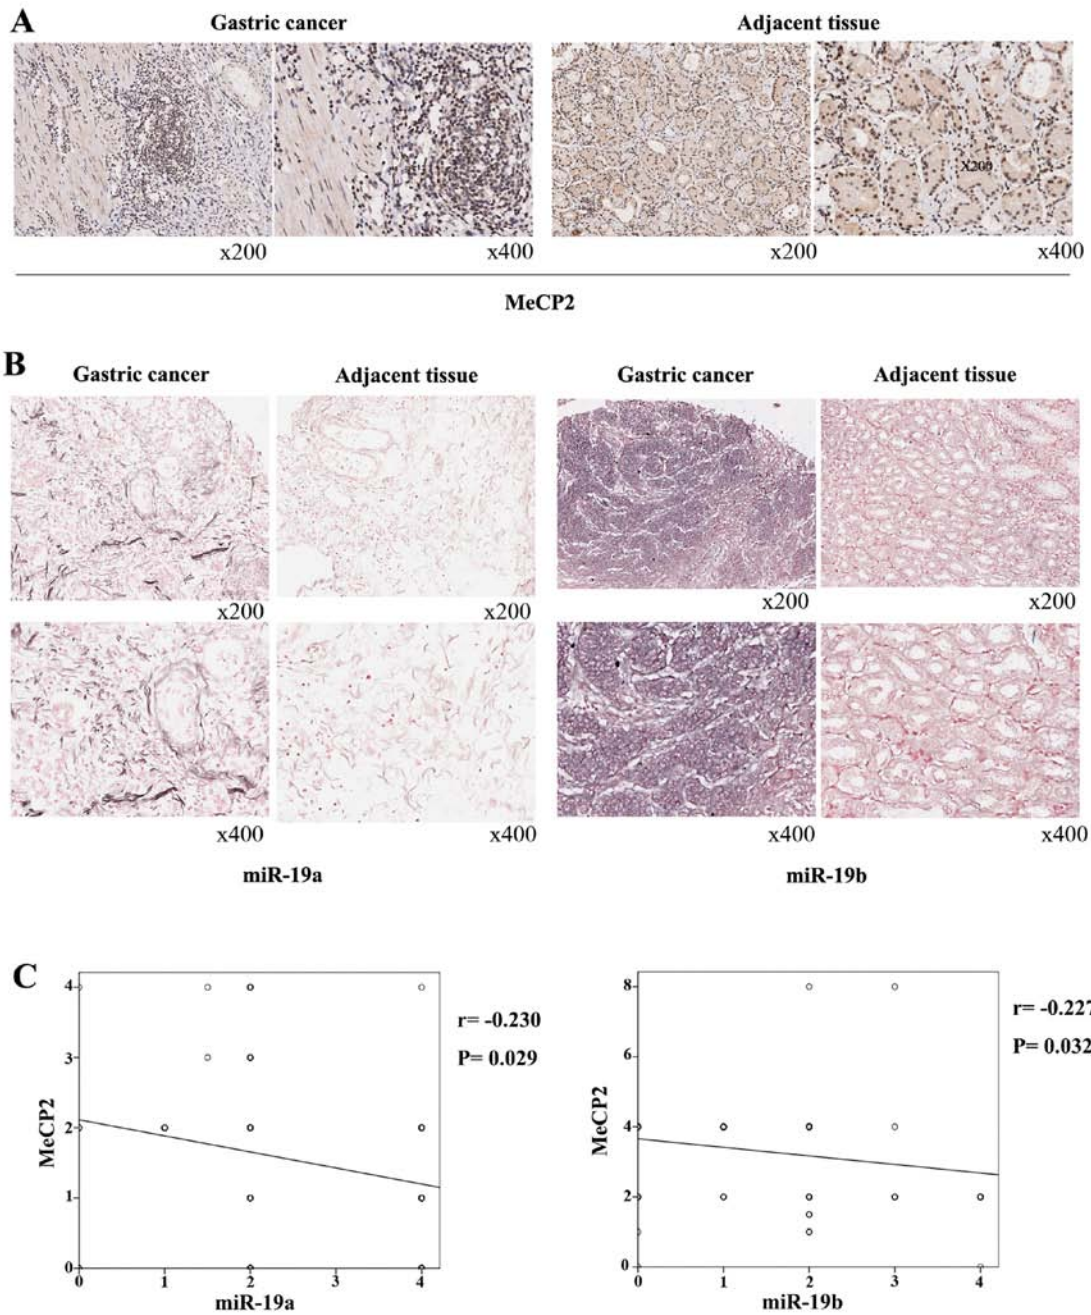 A
Gastric cancer
Adjacent tissue
X200
x200
x400
x200
x400
MeCP2
B
Gastric cancer
Adjacent tissue
Gastric cancer
Adjacent tissue
x200
x200
x200
x200
x400
x400
x400
x400
miR-19a
miR-19b
C
4
3
2
1
0
MeCP2
0 1 2 3 4
miR-19a
r= -0.230
P= 0.029
8
6
4
2
0
MeCP2
0 1 2 3 4
miR-19b
r= -0.227
P= 0.032